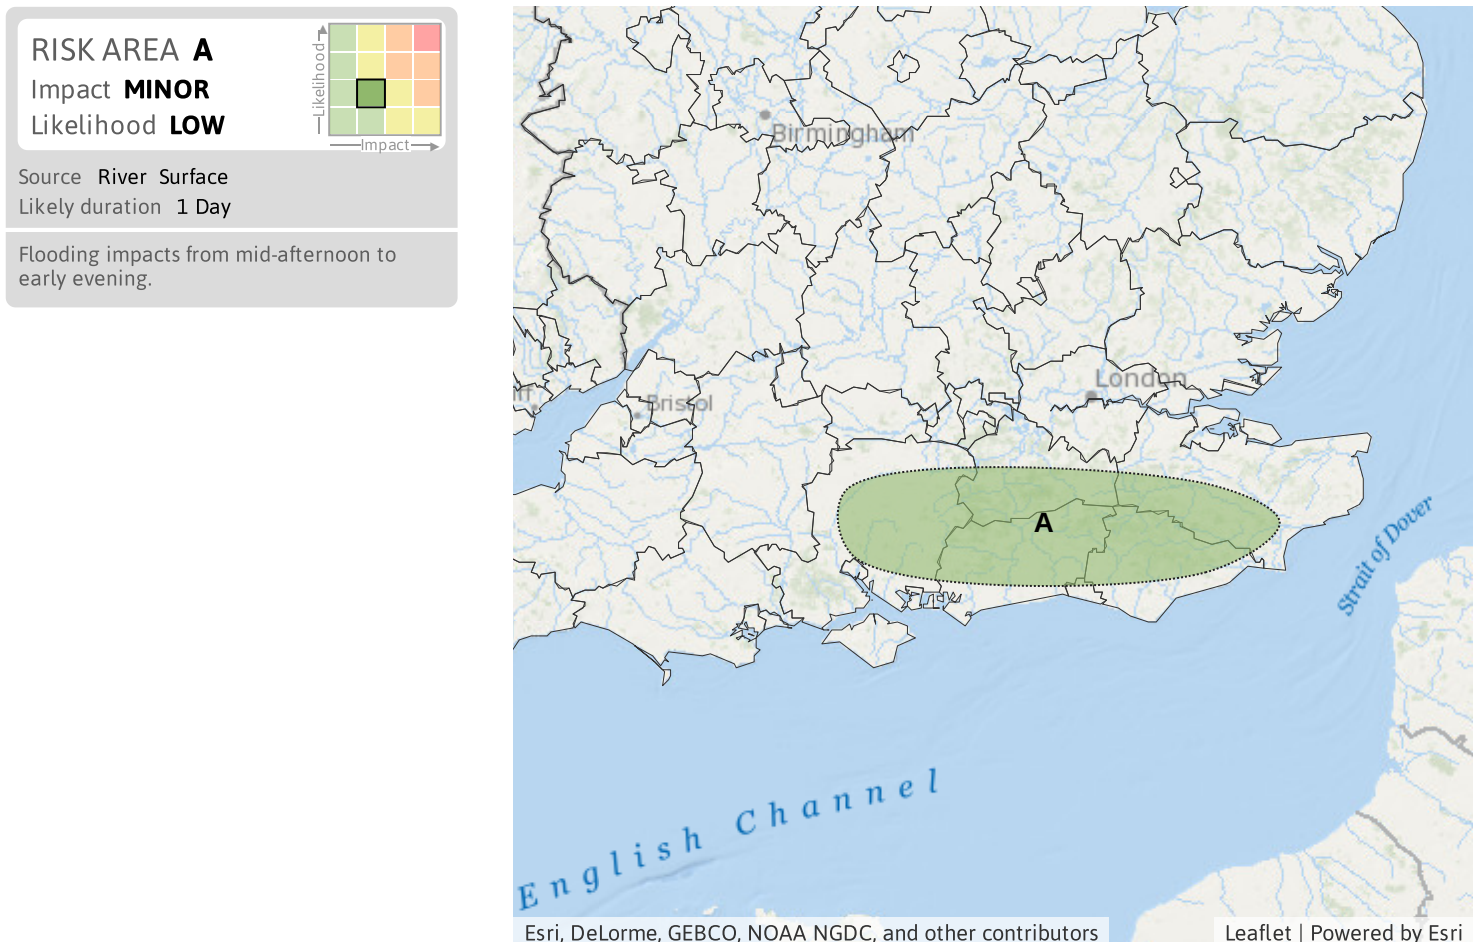 RISK AREA A
Impact MINOR
Likelihood LOW
Likelihood
Impact
Source River Surface
Likely duration 1 Day
Flooding impacts from mid-afternoon to
early evening.
Birmingham
London
ff
Bristol
A
Strait of Dover
English Channel
Esri, DeLorme, GEBCO, NOAA NGDC, and other contributors
Leaflet | Powered by Esri